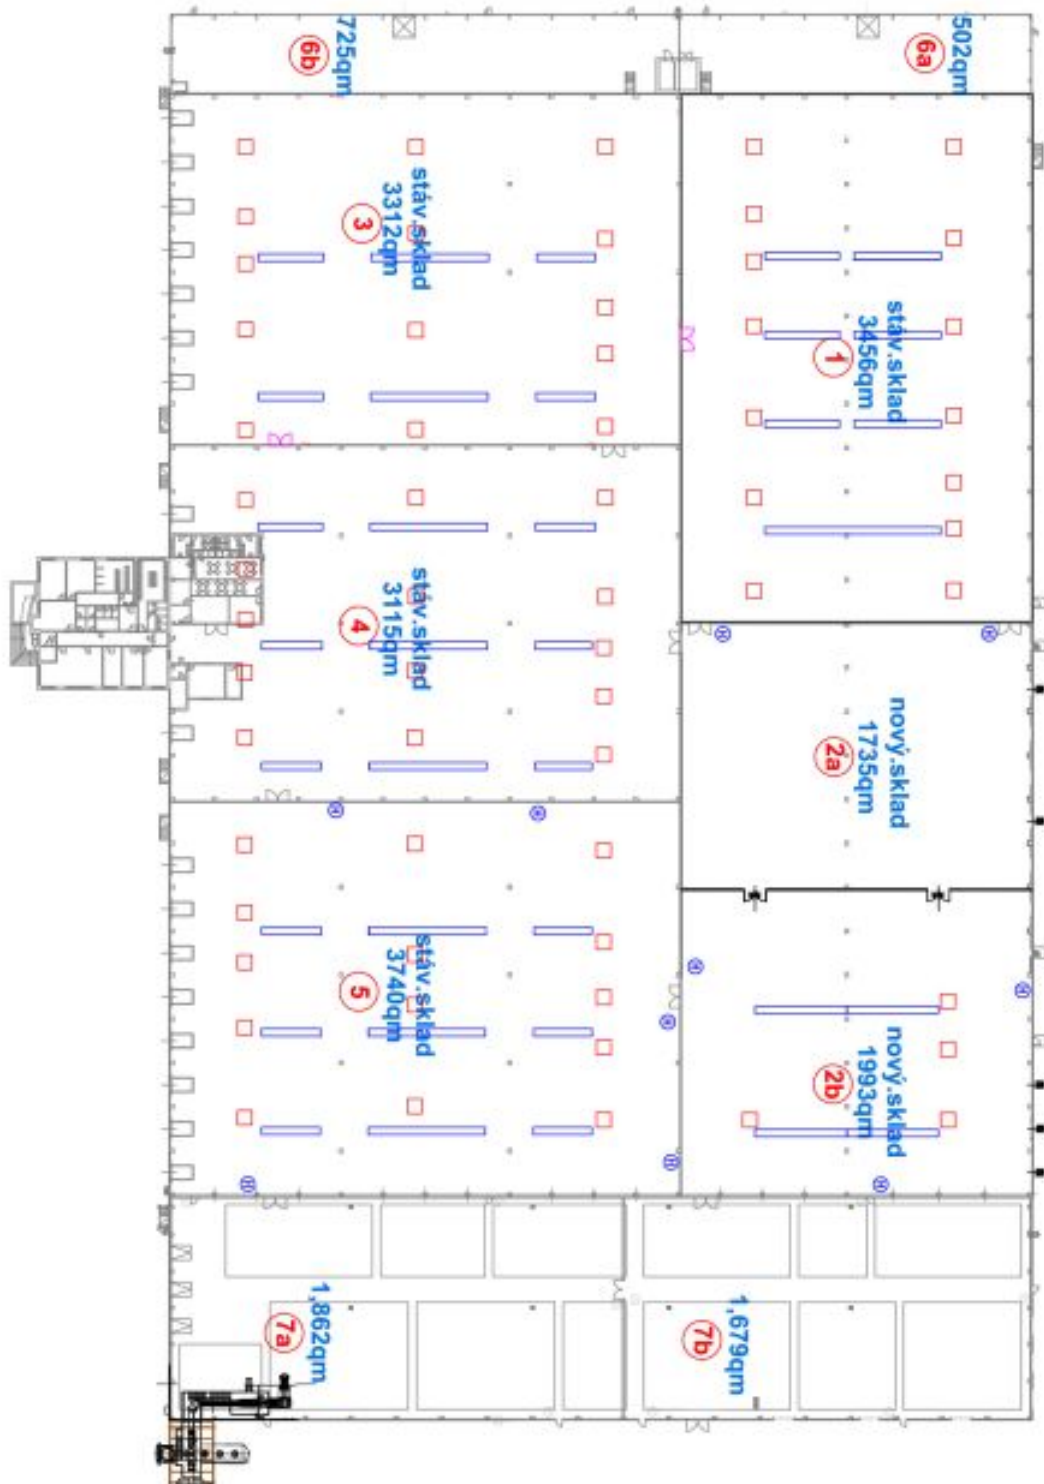 725qm
6b
502qm
6a
stáv.sklad
3312qm
3
stáv.sklad
3456qm
1
stáv.sklad
3115qm
4
nový.sklad
1735qm
2a
stáv.sklad
3740qm
5
nový.sklad
1993qm
2b
1,862qm
7a
1,679qm
7b